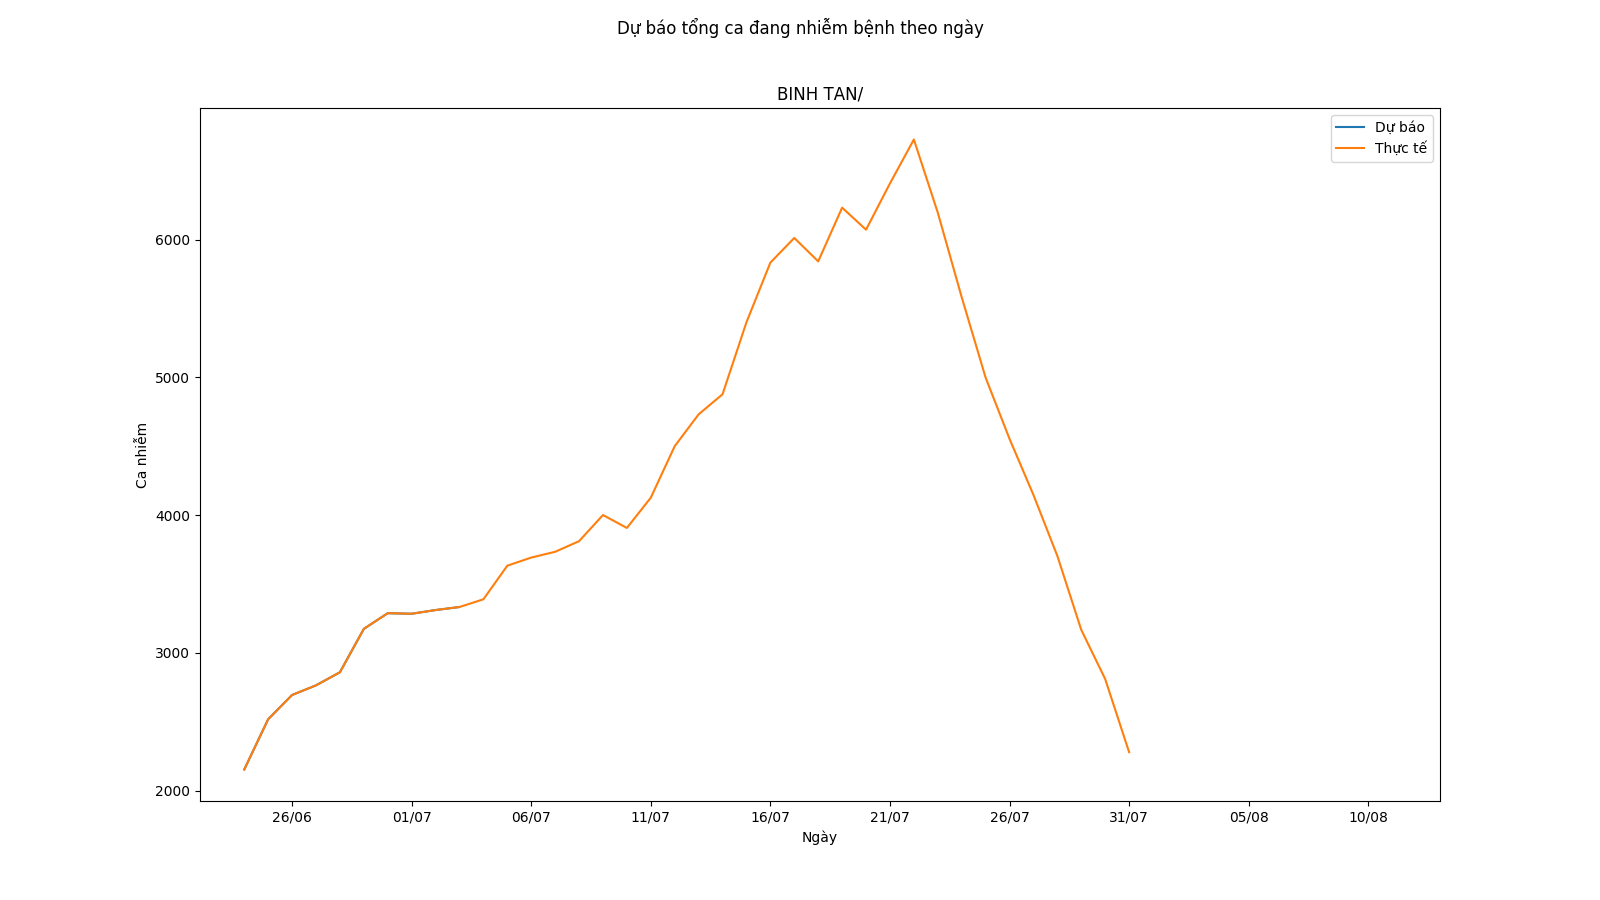 Dự báo tổng ca đang nhiễm bệnh theo ngày
BINH TAN/
Dự báo
Thực tế
6000
5000
4000
3000
2000
Ca nhiễm
26/06 01/07 06/07 11/07 16/07 21/07 26/07 31/07 05/08 10/08
Ngày